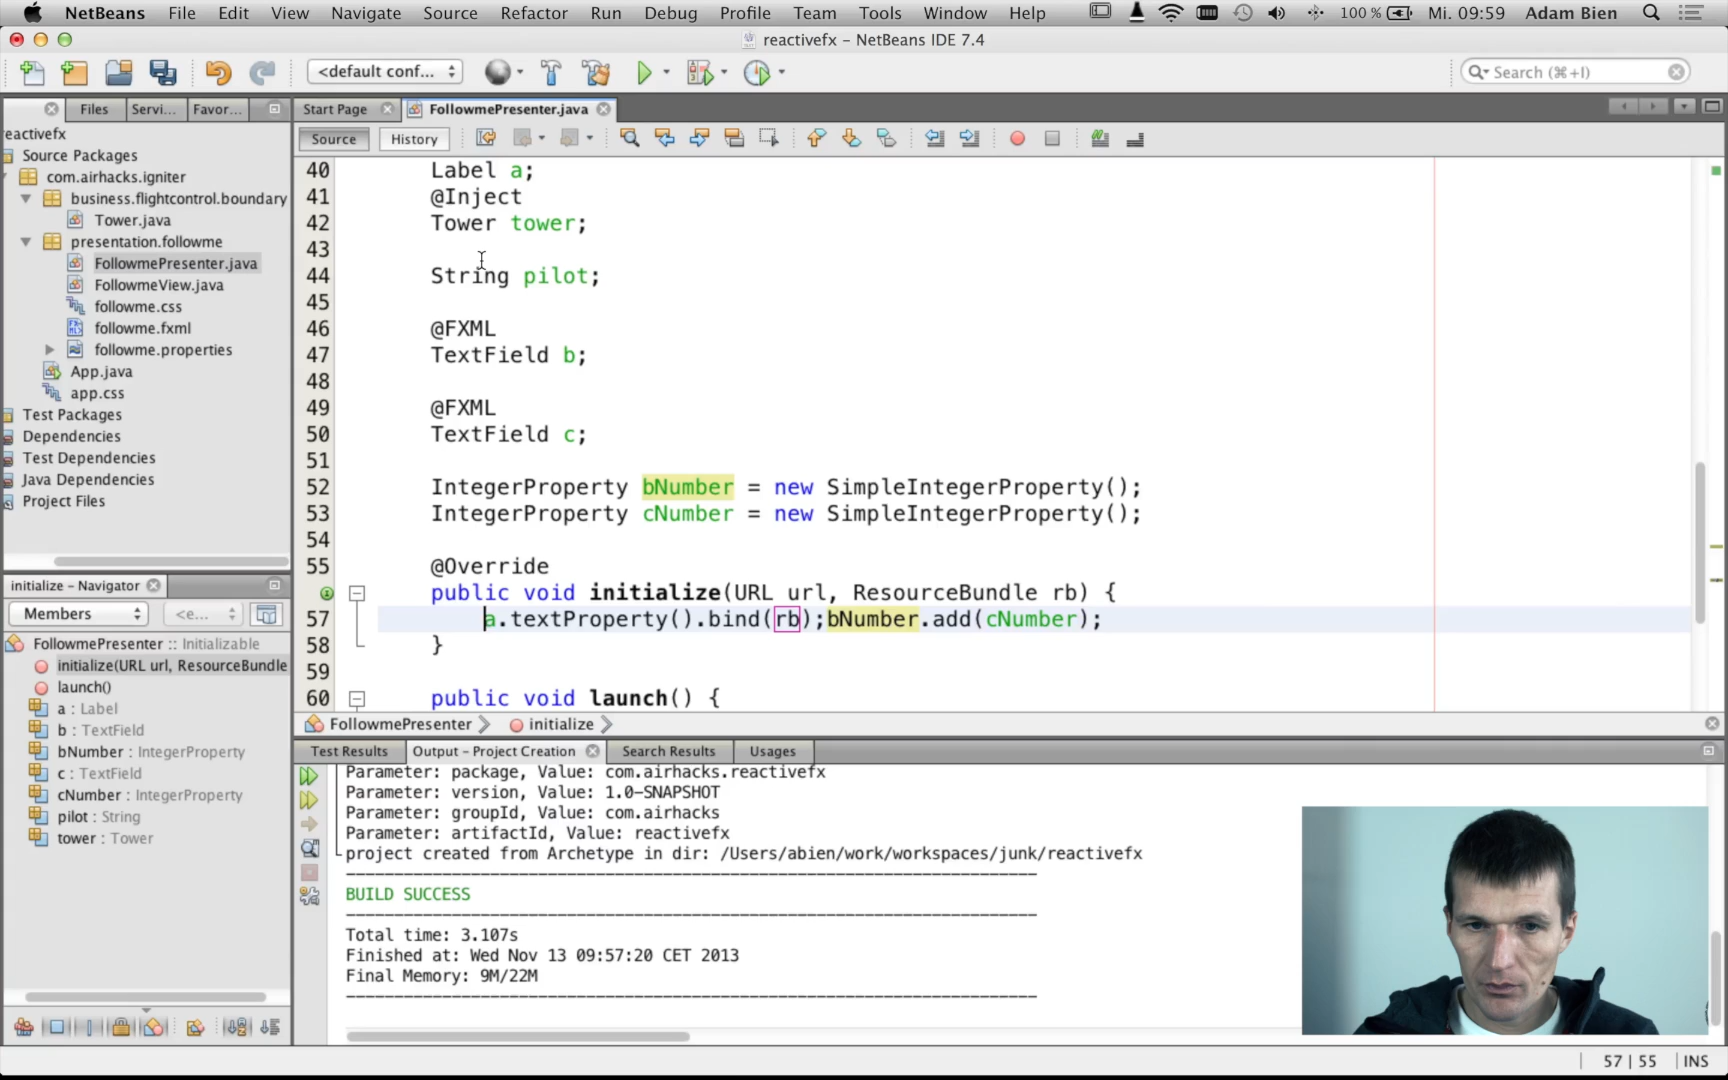 NetBeans File Edit View Navigate Source Refactor Run Debug Profile Team Tools Window Help 100 % Mi. 09:59 Adam Bien
reactivefx – NetBeans IDE 7.4
<default conf... Search (⌘+I)
Files Servi... Favor...
Start Page FollowmePresenter.java
Source History
reactivefx
Source Packages
com.airhacks.igniter
business.flightcontrol.boundary
Tower.java
presentation.followme
FollowmePresenter.java
FollowmeView.java
followme.css
followme.fxml
followme.properties
App.java
app.css
Test Packages
Dependencies
Test Dependencies
Java Dependencies
Project Files
40 Label a;
41 @Inject
42 Tower tower;
43
44 String pilot;
45
46 @FXML
47 TextField b;
48
49 @FXML
50 TextField c;
51
52 IntegerProperty bNumber = new SimpleIntegerProperty();
53 IntegerProperty cNumber = new SimpleIntegerProperty();
54
55 @Override
public void initialize(URL url, ResourceBundle rb) {
57 a.textProperty().bind(rb);bNumber.add(cNumber);
58 }
59
60 public void launch() {
FollowmePresenter initialize
initialize – Navigator
Members <e...
FollowmePresenter :: Initializable
initialize(URL url, ResourceBundle
launch()
a : Label
b : TextField
bNumber : IntegerProperty
c : TextField
cNumber : IntegerProperty
pilot : String
tower : Tower
Test Results Output – Project Creation Search Results Usages
Parameter: package, Value: com.airhacks.reactivefx
Parameter: version, Value: 1.0-SNAPSHOT
Parameter: groupId, Value: com.airhacks
Parameter: artifactId, Value: reactivefx
project created from Archetype in dir: /Users/abien/work/workspaces/junk/reactivefx
------------------------------------------------------------------------
BUILD SUCCESS
------------------------------------------------------------------------
Total time: 3.107s
Finished at: Wed Nov 13 09:57:20 CET 2013
Final Memory: 9M/22M
------------------------------------------------------------------------
57 | 55 INS